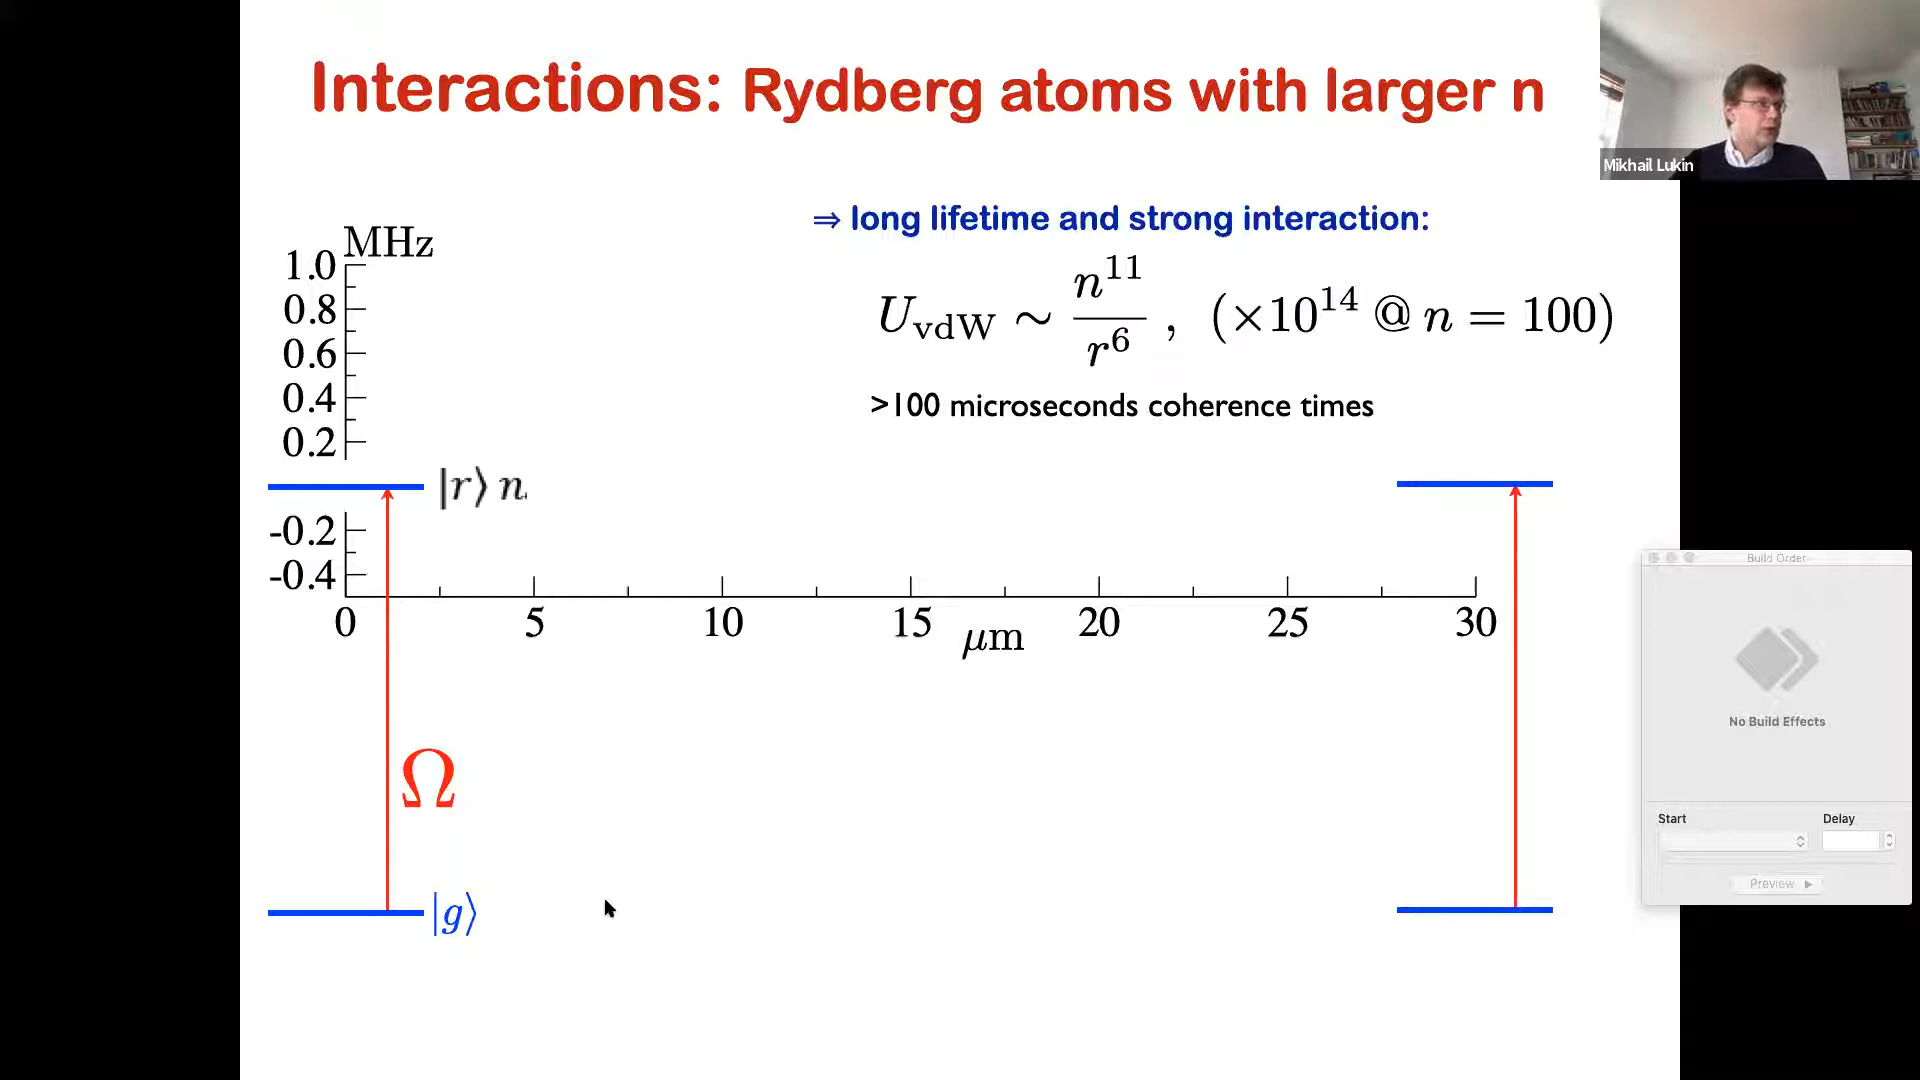 Interactions: Rydberg atoms with larger n
Mikhail Lukin
⇒ long lifetime and strong interaction:
MHz
1.0
0.8
0.6
0.4
0.2
-0.2
-0.4
U_vdW ∼ n^11 / r^6 , (×10^14 @ n = 100)
>100 microseconds coherence times
|r⟩ n.
0 5 10 15 20 25 30
μm
Ω
|g⟩
Build Order
No Build Effects
Start Delay
Preview ▶